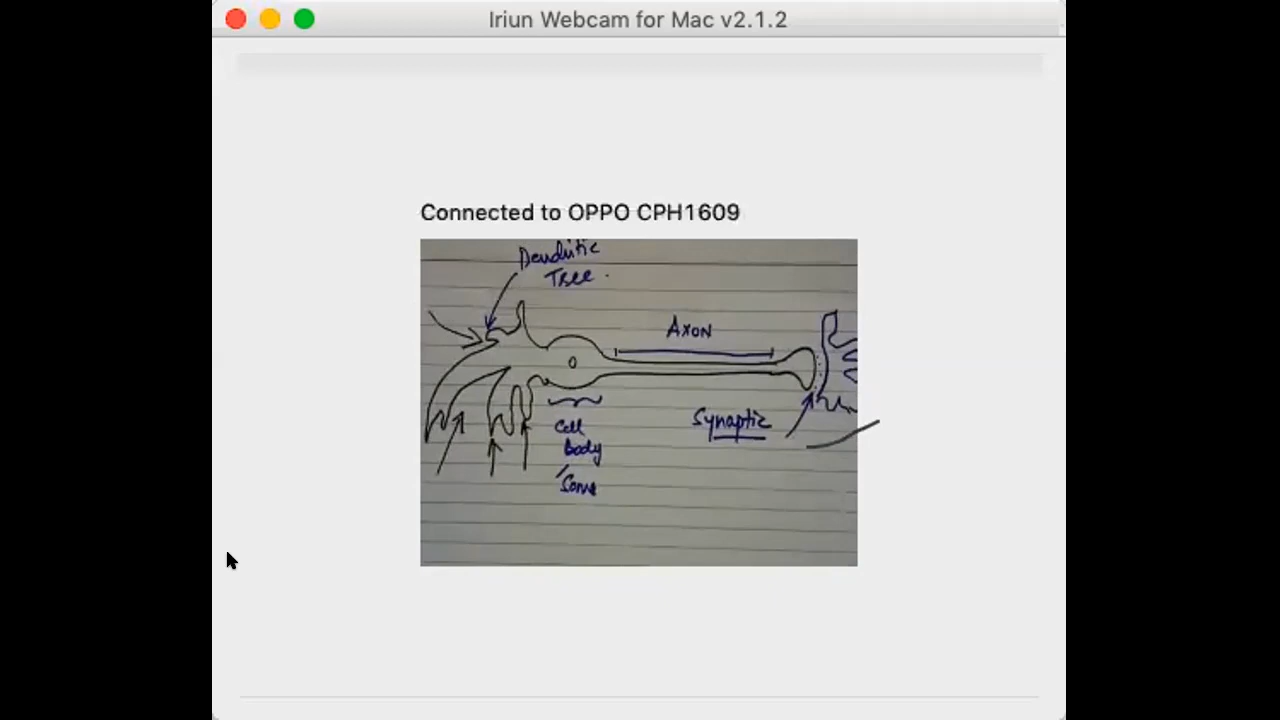 Iriun Webcam for Mac v2.1.2
Connected to OPPO CPH1609
Dendritic
Tree.
Axon
Synaptic
Cell
body
/Soma